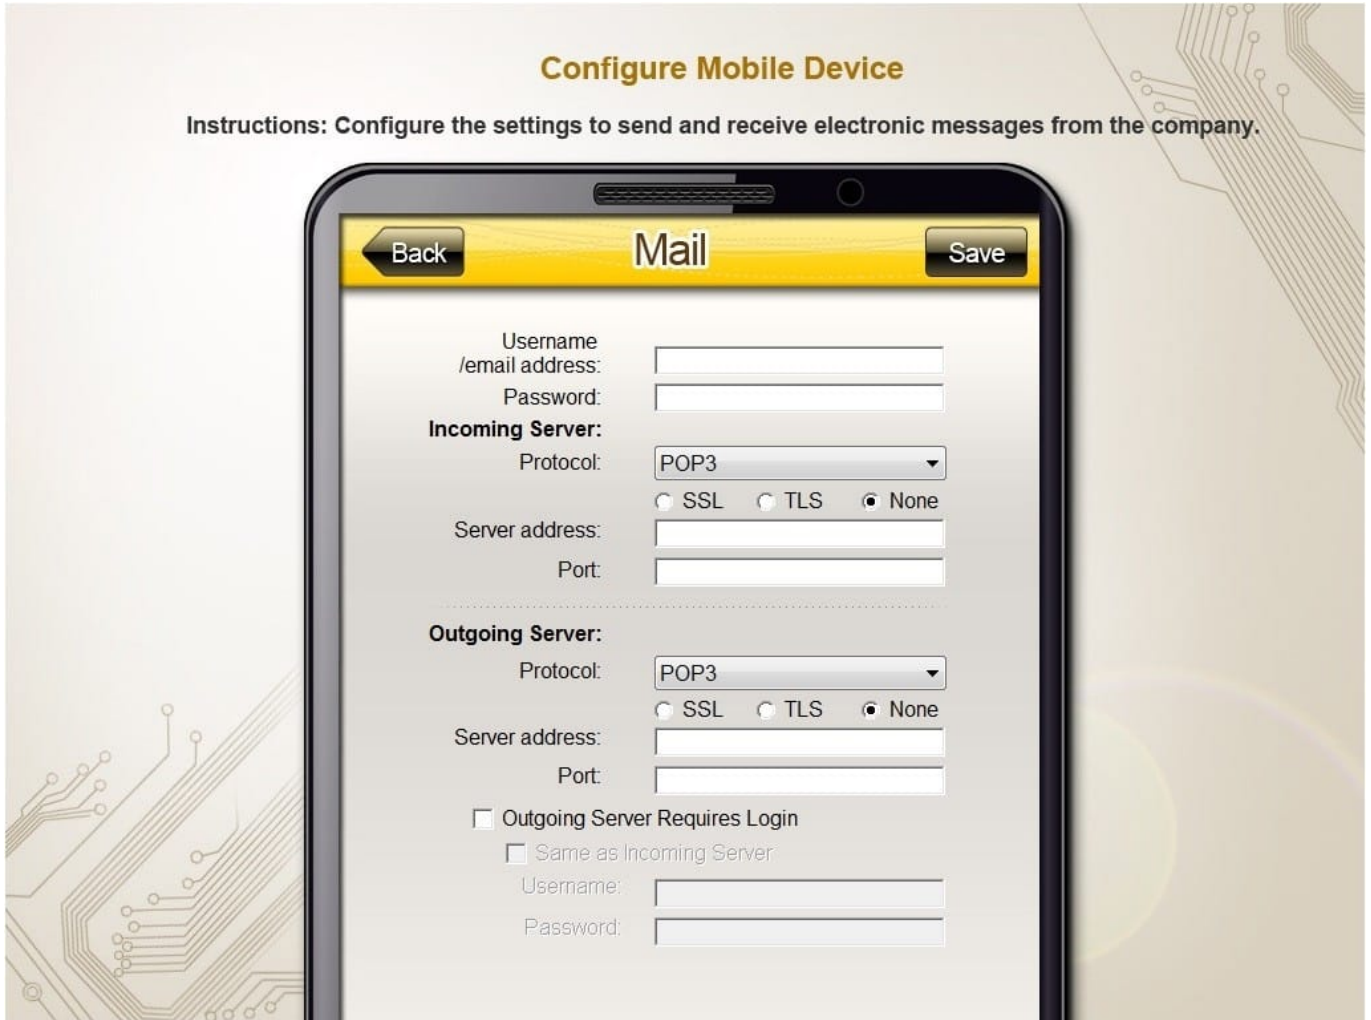 Configure Mobile Device
Instructions: Configure the settings to send and receive electronic messages from the company.
Back
Mail
Save
Username
/email address:
Password:
Incoming Server:
Protocol: POP3
SSL TLS None
Server address:
Port:
Outgoing Server:
Protocol: POP3
SSL TLS None
Server address:
Port:
Outgoing Server Requires Login
Same as Incoming Server
Username:
Password: